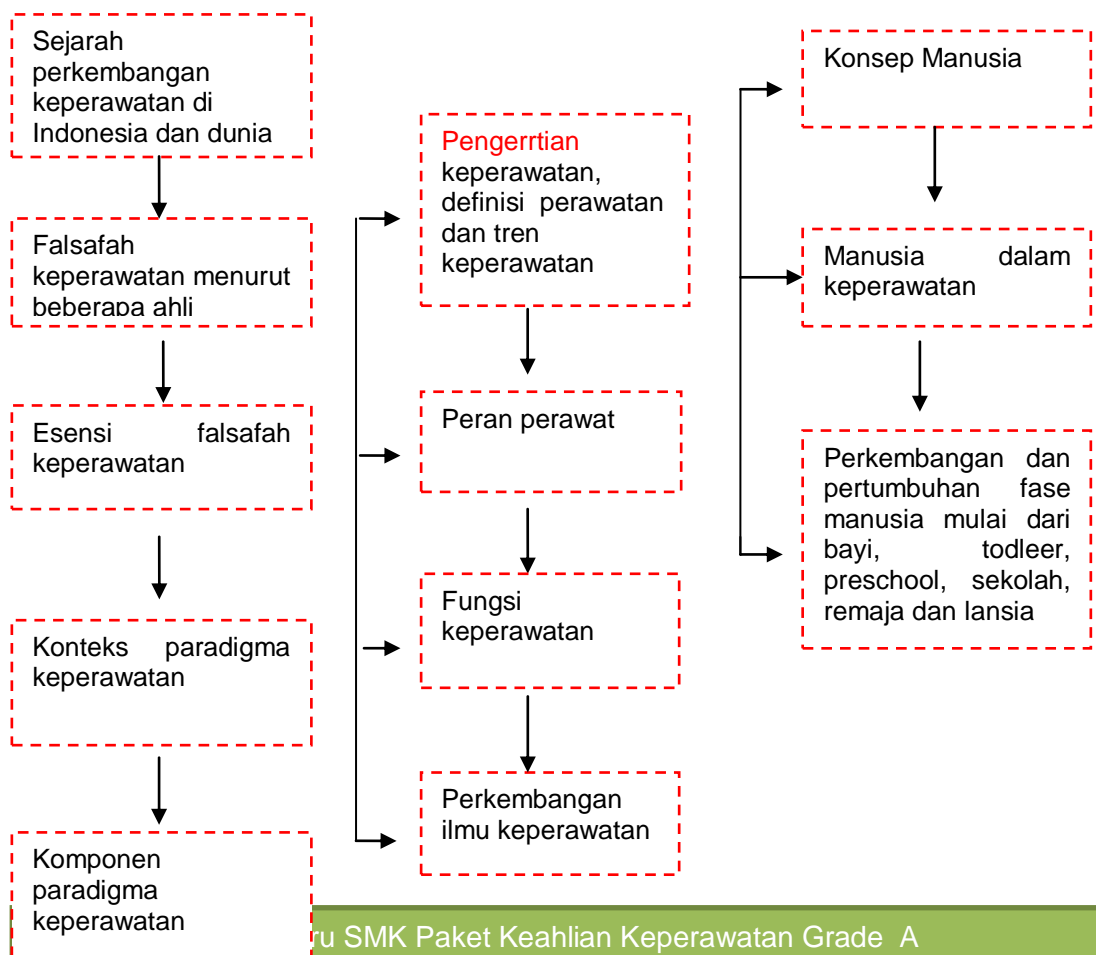 Sejarah
perkembangan
keperawatan di
Indonesia dan dunia
Falsafah
keperawatan menurut
beberapa ahli
Esensi falsafah
keperawatan
Konteks paradigma
keperawatan
Komponen
paradigma
keperawatan
Pengerrtian
keperawatan,
definisi perawatan
dan tren
keperawatan
Peran perawat
Fungsi
keperawatan
Perkembangan
ilmu keperawatan
Konsep Manusia
Manusia dalam
keperawatan
Perkembangan dan
pertumbuhan fase
manusia mulai dari
bayi, todleer,
preschool, sekolah,
remaja dan lansia
ru SMK Paket Keahlian Keperawatan Grade A